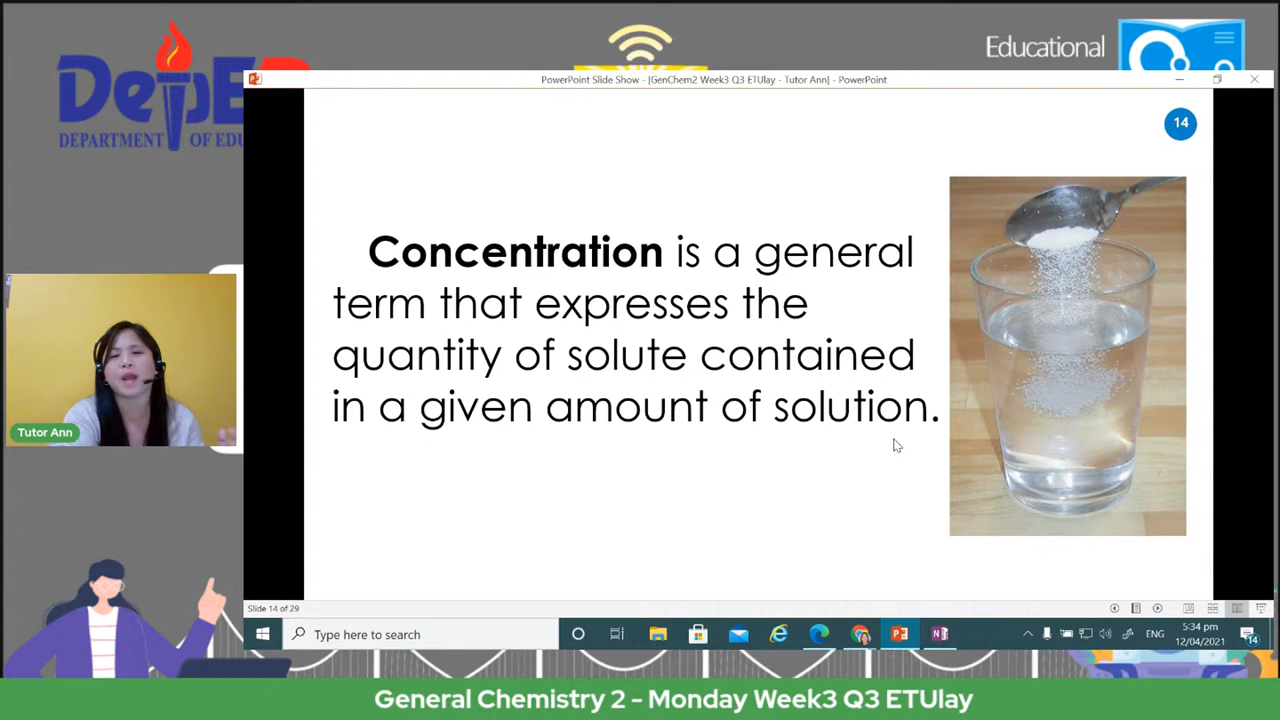 DepE
DEPARTMENT OF EDU
Educational
PowerPoint Slide Show - [GenChem2 Week3 Q3 ETUlay - Tutor Ann] - PowerPoint
14
Concentration is a general
term that expresses the
quantity of solute contained
in a given amount of solution.
Tutor Ann
Slide 14 of 29
Type here to search
ENG
5:34 pm
12/04/2021
14
General Chemistry 2 - Monday Week3 Q3 ETUlay